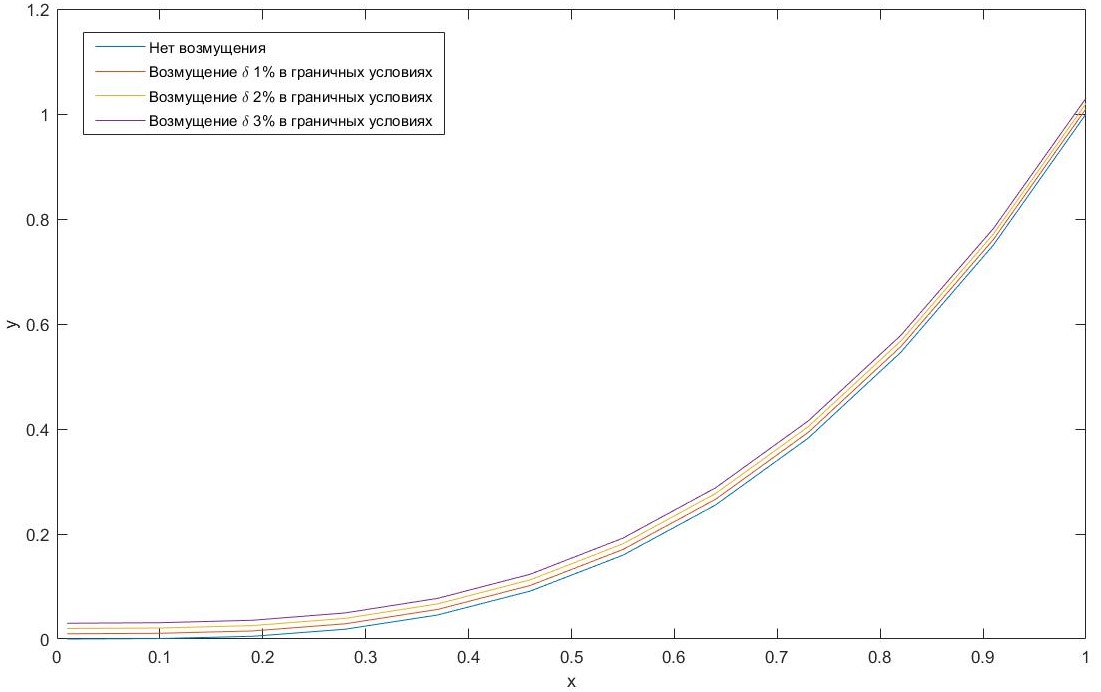 1.2
Нет возмущения
Возмущение δ 1% в граничных условиях
Возмущение δ 2% в граничных условиях
Возмущение δ 3% в граничных условиях
1
0.8
0.6
y
0.4
0.2
0
0 0.1 0.2 0.3 0.4 0.5 0.6 0.7 0.8 0.9 1
x